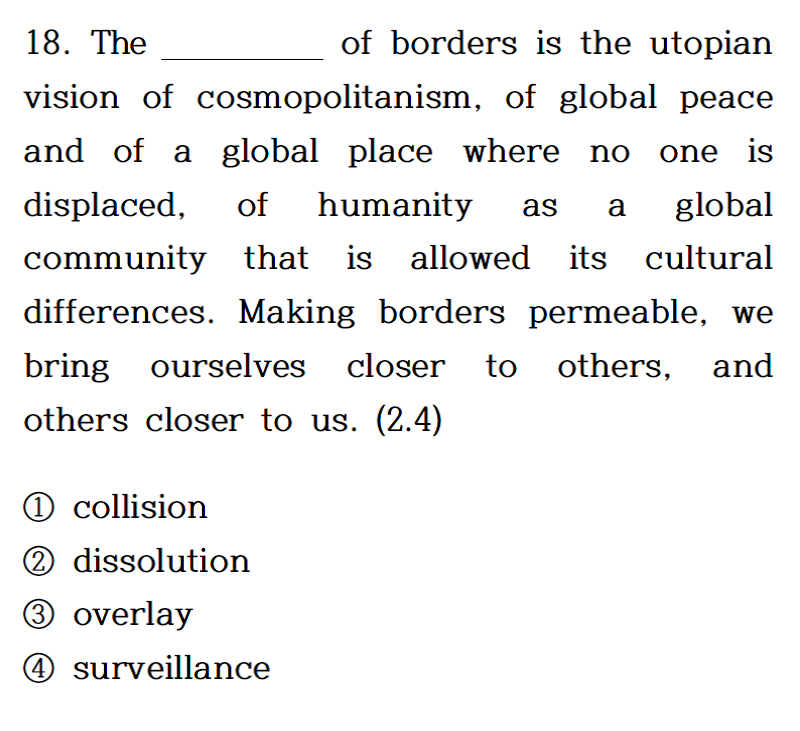 18. The _________ of borders is the utopian
vision of cosmopolitanism, of global peace
and of a global place where no one is
displaced, of humanity as a global
community that is allowed its cultural
differences. Making borders permeable, we
bring ourselves closer to others, and
others closer to us. (2.4)
① collision
② dissolution
③ overlay
④ surveillance